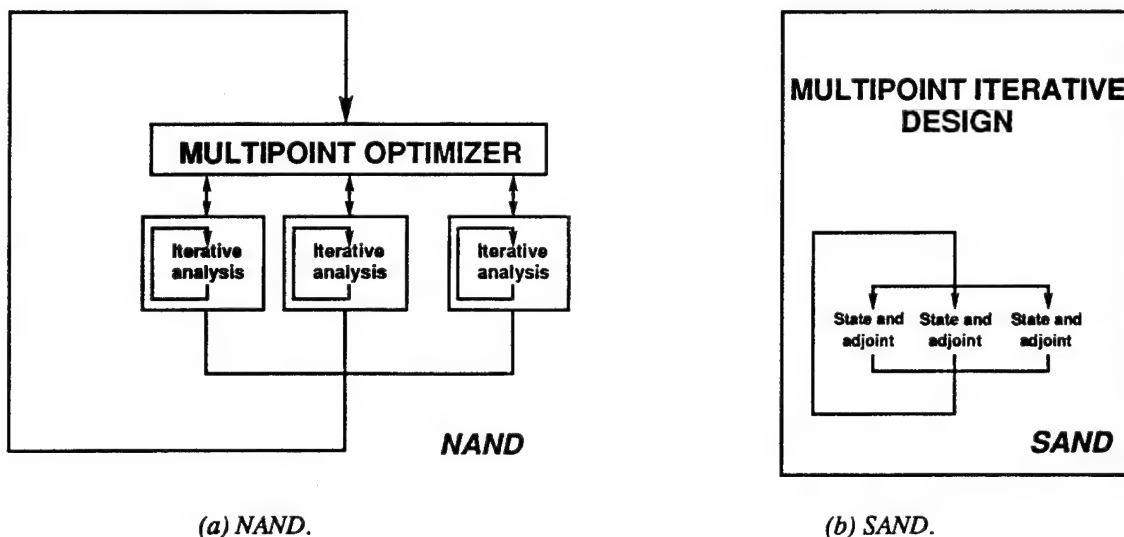 MULTIPOINT OPTIMIZER
Iterative
analysis
Iterative
analysis
Iterative
analysis
NAND
(a) NAND.
MULTIPOINT ITERATIVE
DESIGN
State and
adjoint
State and
adjoint
State and
adjoint
SAND
(b) SAND.